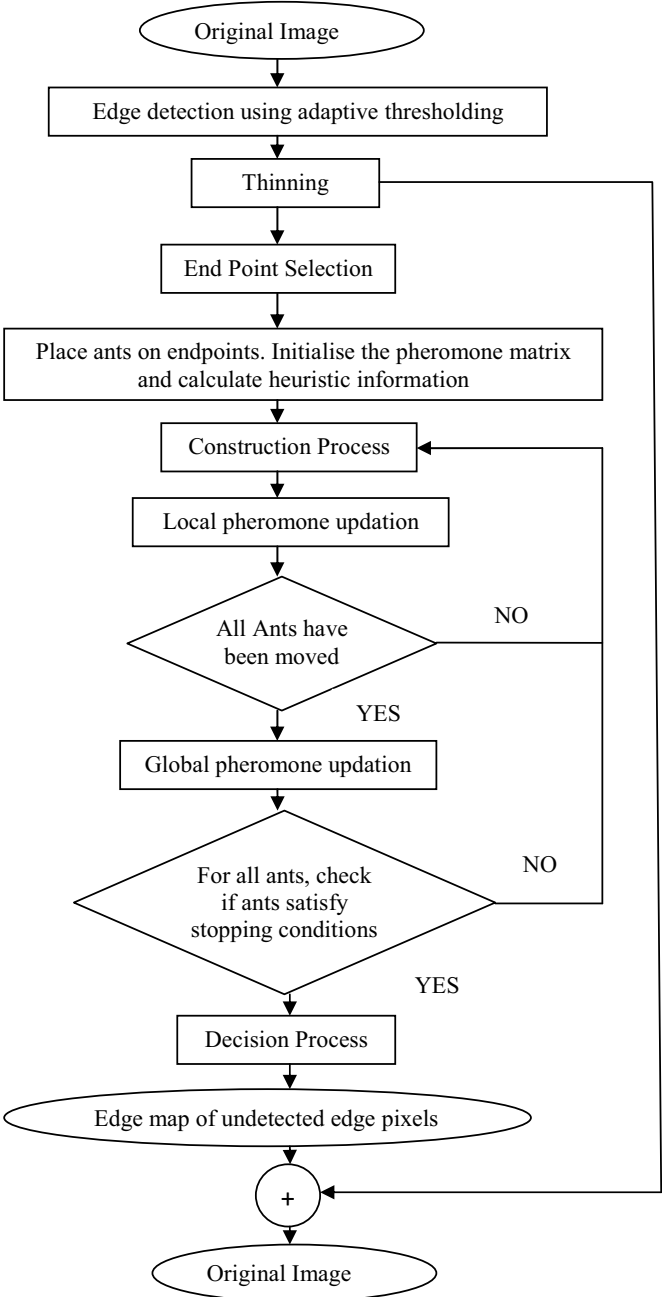 Original Image
Edge detection using adaptive thresholding
Thinning
End Point Selection
Place ants on endpoints. Initialise the pheromone matrix
and calculate heuristic information
Construction Process
Local pheromone updation
All Ants have
been moved
NO
YES
Global pheromone updation
For all ants, check
if ants satisfy
stopping conditions
NO
YES
Decision Process
Edge map of undetected edge pixels
+
Original Image